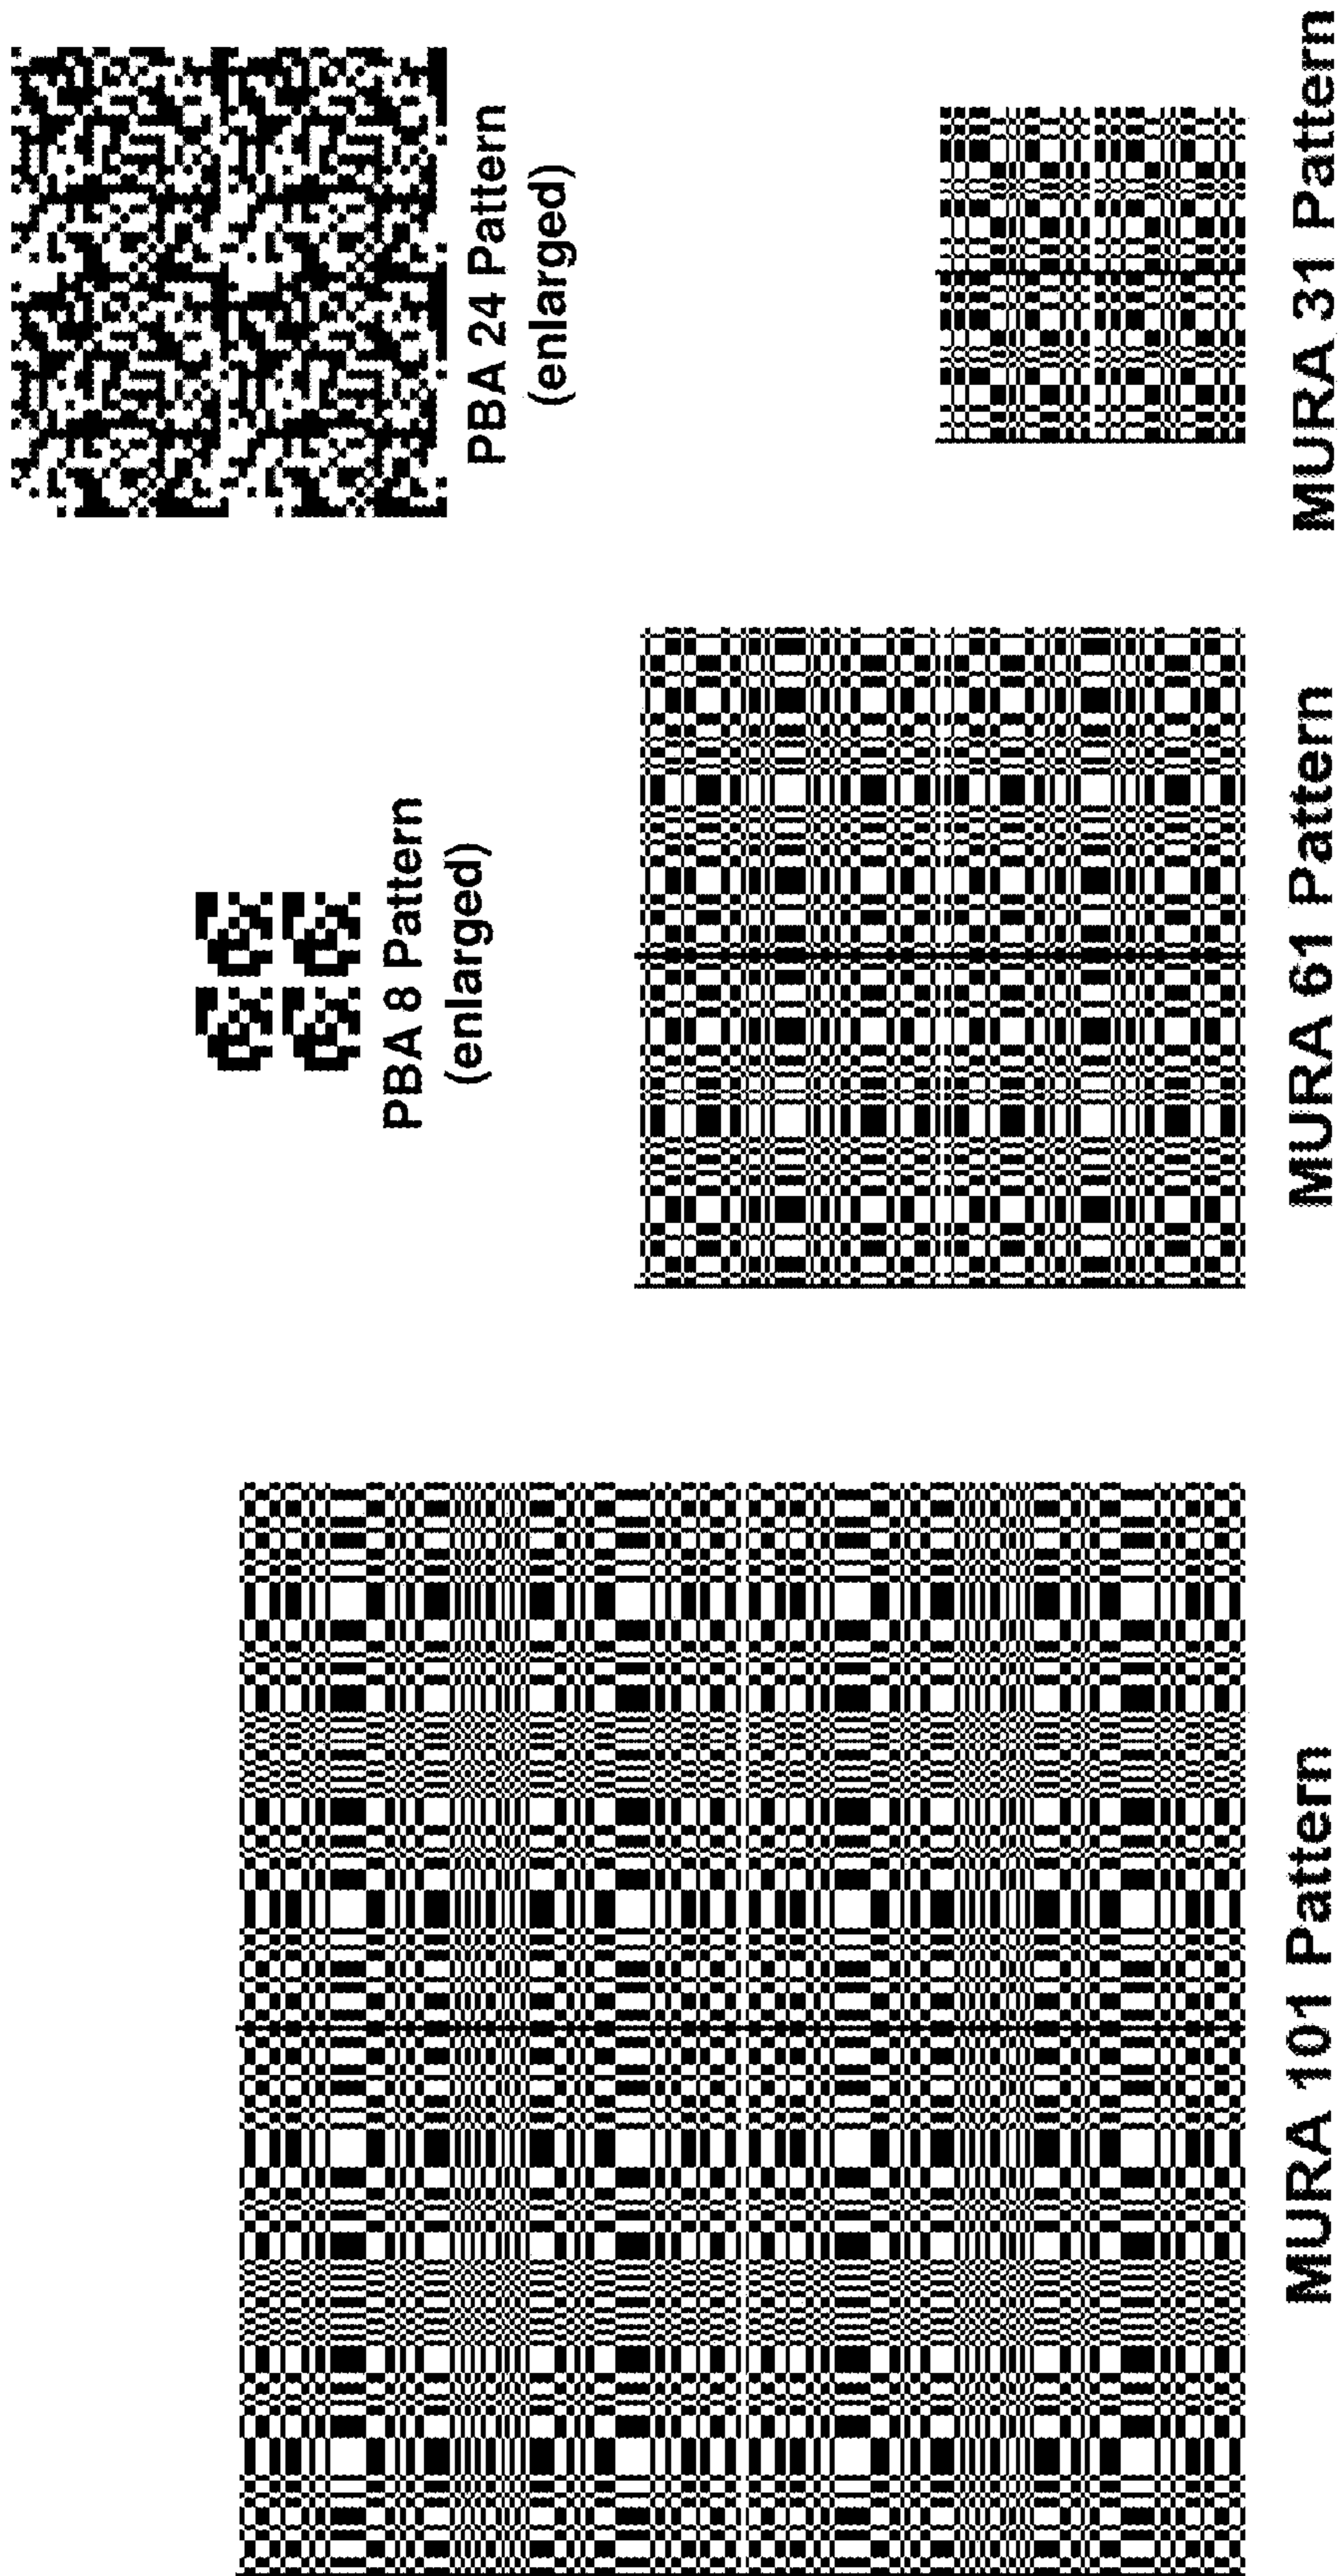 PBA 24 Pattern
(enlarged)
PBA 8 Pattern
(enlarged)
MURA 101 Pattern
MURA 61 Pattern
MURA 31 Pattern